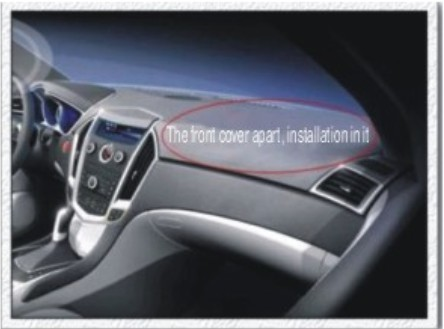 The front cover apart, installation in it